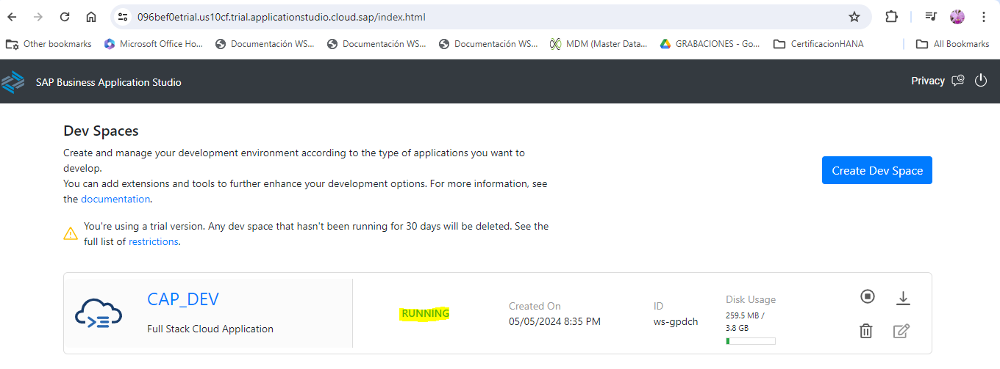 096bef0etrial.us10cf.trial.applicationstudio.cloud.sap/index.html
Other bookmarks
Microsoft Office Ho...
Documentación WS...
Documentación WS...
Documentación WS...
MDM (Master Data...
GRABACIONES - Go...
CertificacionHANA
All Bookmarks
SAP Business Application Studio
Privacy
Dev Spaces
Create and manage your development environment according to the type of applications you want to
develop.
You can add extensions and tools to further enhance your development options. For more information, see
the documentation.
Create Dev Space
You're using a trial version. Any dev space that hasn't been running for 30 days will be deleted. See the
full list of restrictions.
CAP_DEV
Full Stack Cloud Application
RUNNING
Created On
05/05/2024 8:35 PM
ID
ws-gpdch
Disk Usage
259.5 MB /
3.8 GB